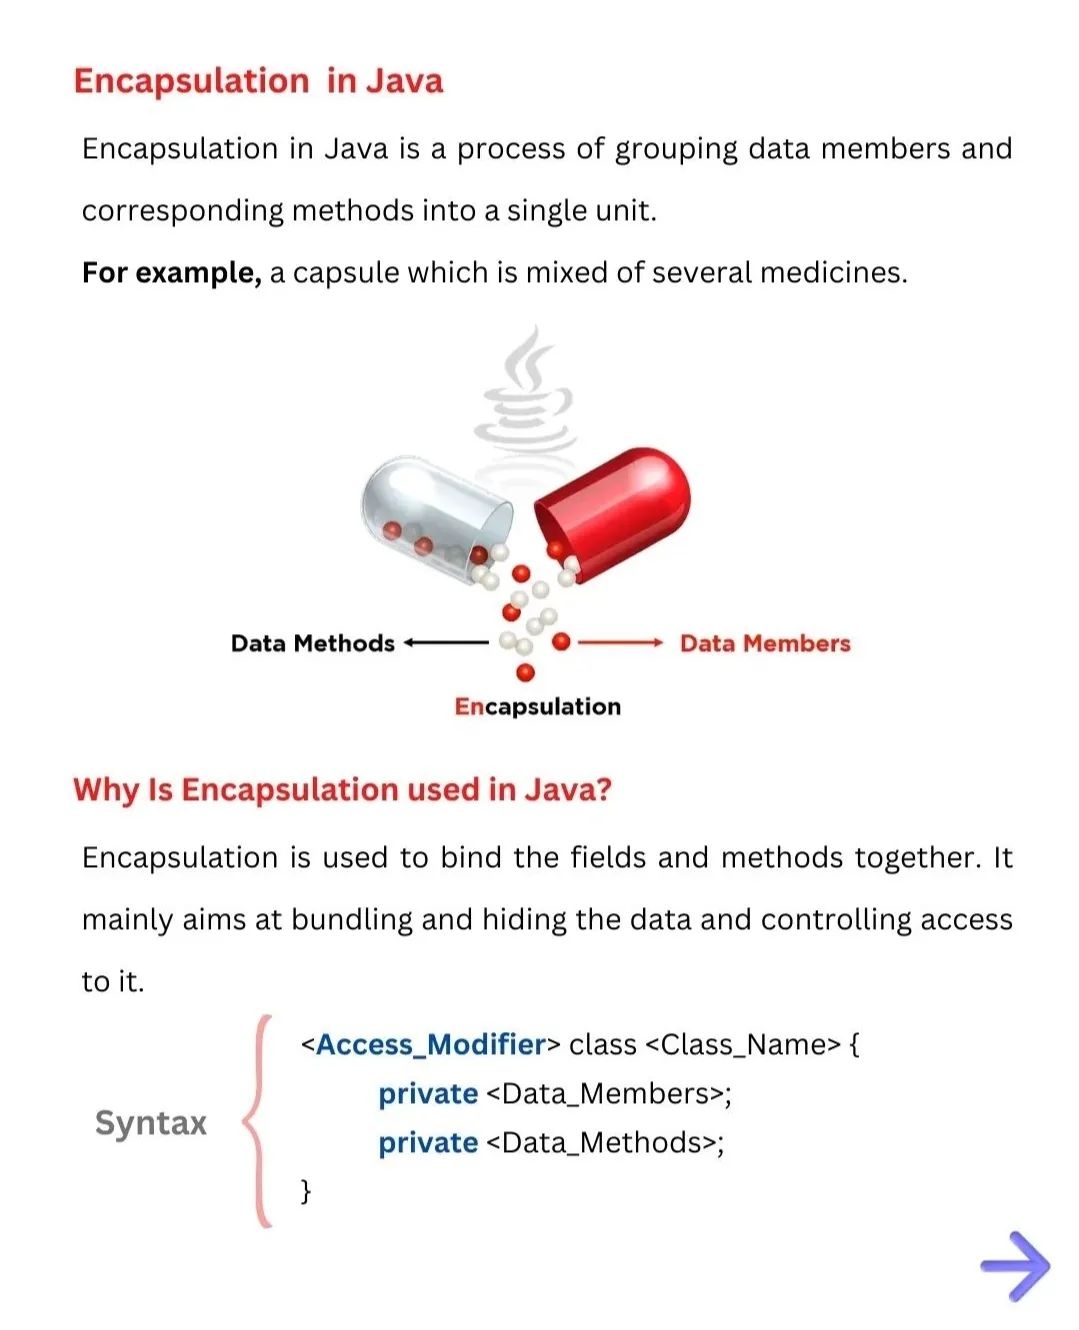 Encapsulation in Java
Encapsulation in Java is a process of grouping data members and
corresponding methods into a single unit.
For example, a capsule which is mixed of several medicines.
Data Methods
Data Members
Encapsulation
Why Is Encapsulation used in Java?
Encapsulation is used to bind the fields and methods together. It
mainly aims at bundling and hiding the data and controlling access
to it.
Syntax
<Access_Modifier> class <Class_Name> {
private <Data_Members>;
private <Data_Methods>;
}